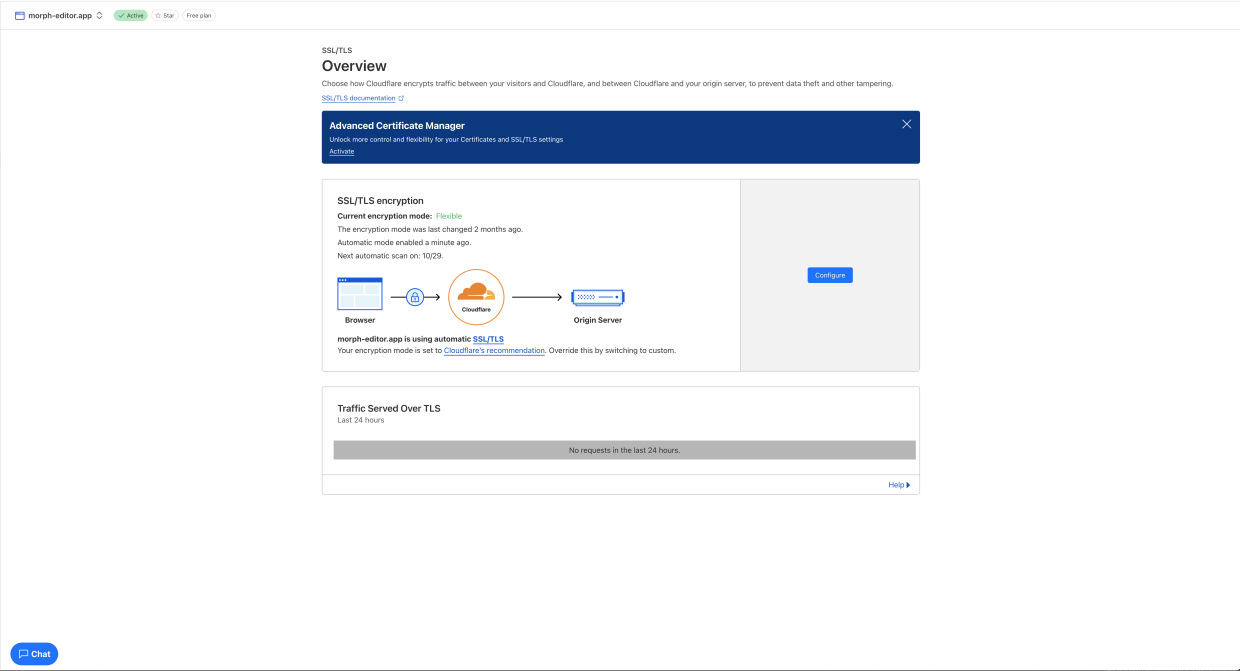 morph-editor.app
Active
Star
Free plan
SSL/TLS
Overview
Choose how Cloudflare encrypts traffic between your visitors and Cloudflare, and between Cloudflare and your origin server, to prevent data theft and other tampering.
SSL/TLS documentation
Advanced Certificate Manager
Unlock more control and flexibility for your Certificates and SSL/TLS settings
Activate
SSL/TLS encryption
Current encryption mode: Flexible
The encryption mode was last changed 2 months ago.
Automatic mode enabled a minute ago.
Next automatic scan on: 10/29.
Configure
Cloudflare
Browser
Origin Server
morph-editor.app is using automatic SSL/TLS
Your encryption mode is set to Cloudflare's recommendation. Override this by switching to custom.
Traffic Served Over TLS
Last 24 hours
No requests in the last 24 hours.
Help
Chat